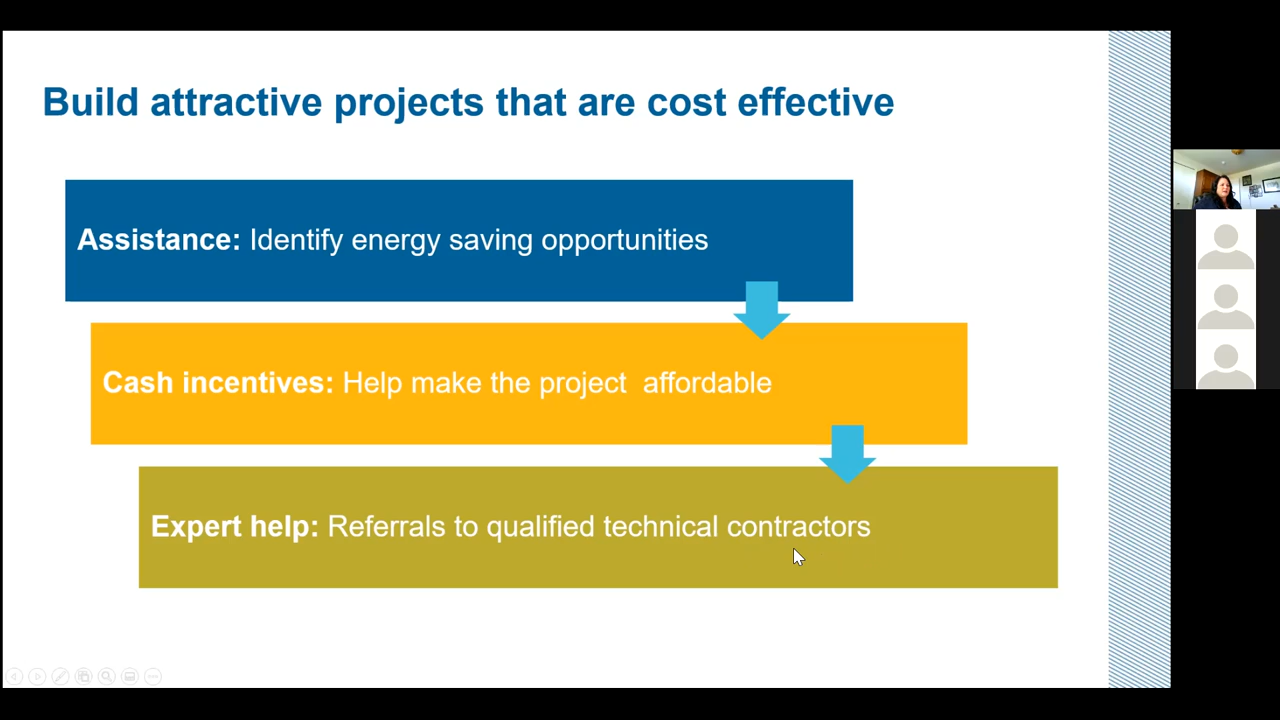 Build attractive projects that are cost effective
Assistance: Identify energy saving opportunities
Cash incentives: Help make the project  affordable
Expert help: Referrals to qualified technical contractors